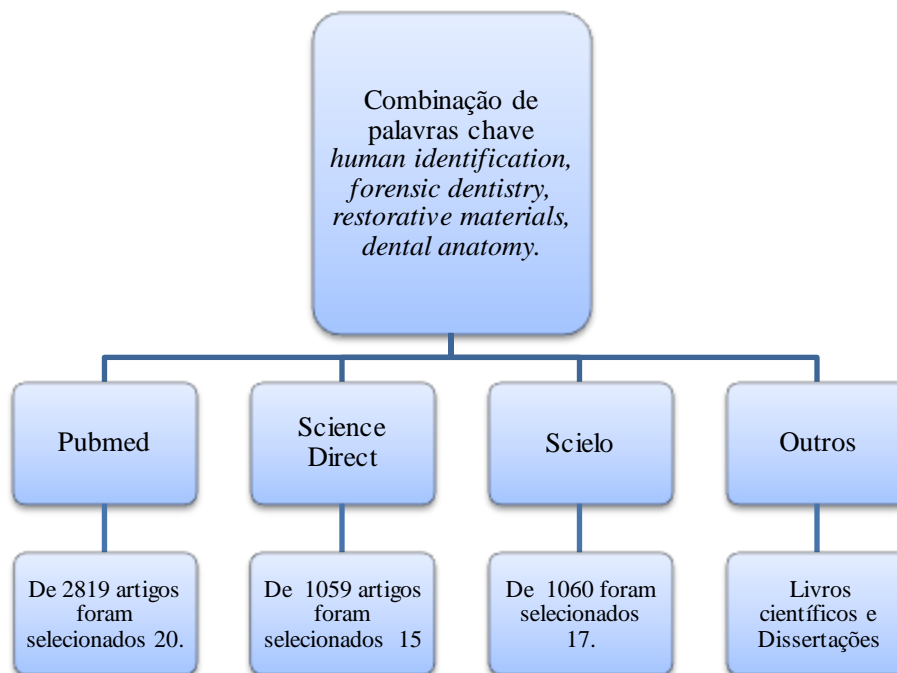 Combinação de
palavras chave
human identification,
forensic dentistry,
restorative materials,
dental anatomy.
Pubmed
Science
Direct
Scielo
Outros
De 2819 artigos
foram
selecionados 20.
De 1059 artigos
foram
selecionados 15
De 1060 foram
selecionados
17.
Livros
científicos e
Dissertações